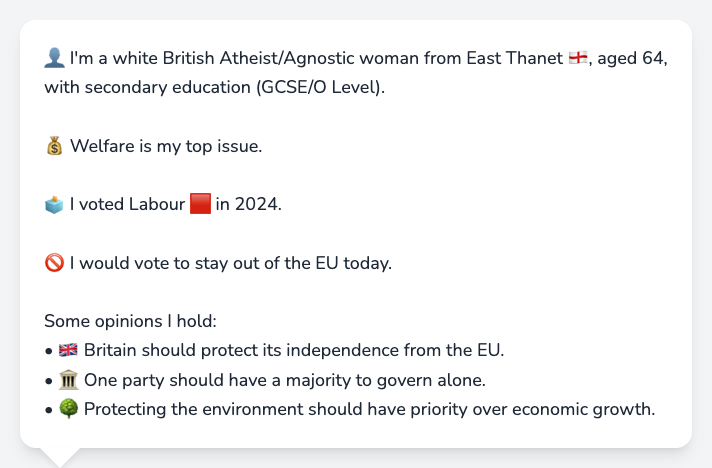 👤 I'm a white British Atheist/Agnostic woman from East Thanet 🏴󠁧󠁢󠁥󠁮󠁧󠁿, aged 64,
with secondary education (GCSE/O Level).
💰 Welfare is my top issue.
🗳️ I voted Labour 🟥 in 2024.
🚫 I would vote to stay out of the EU today.
Some opinions I hold:
• 🇬🇧 Britain should protect its independence from the EU.
• 🏛️ One party should have a majority to govern alone.
• 🌳 Protecting the environment should have priority over economic growth.